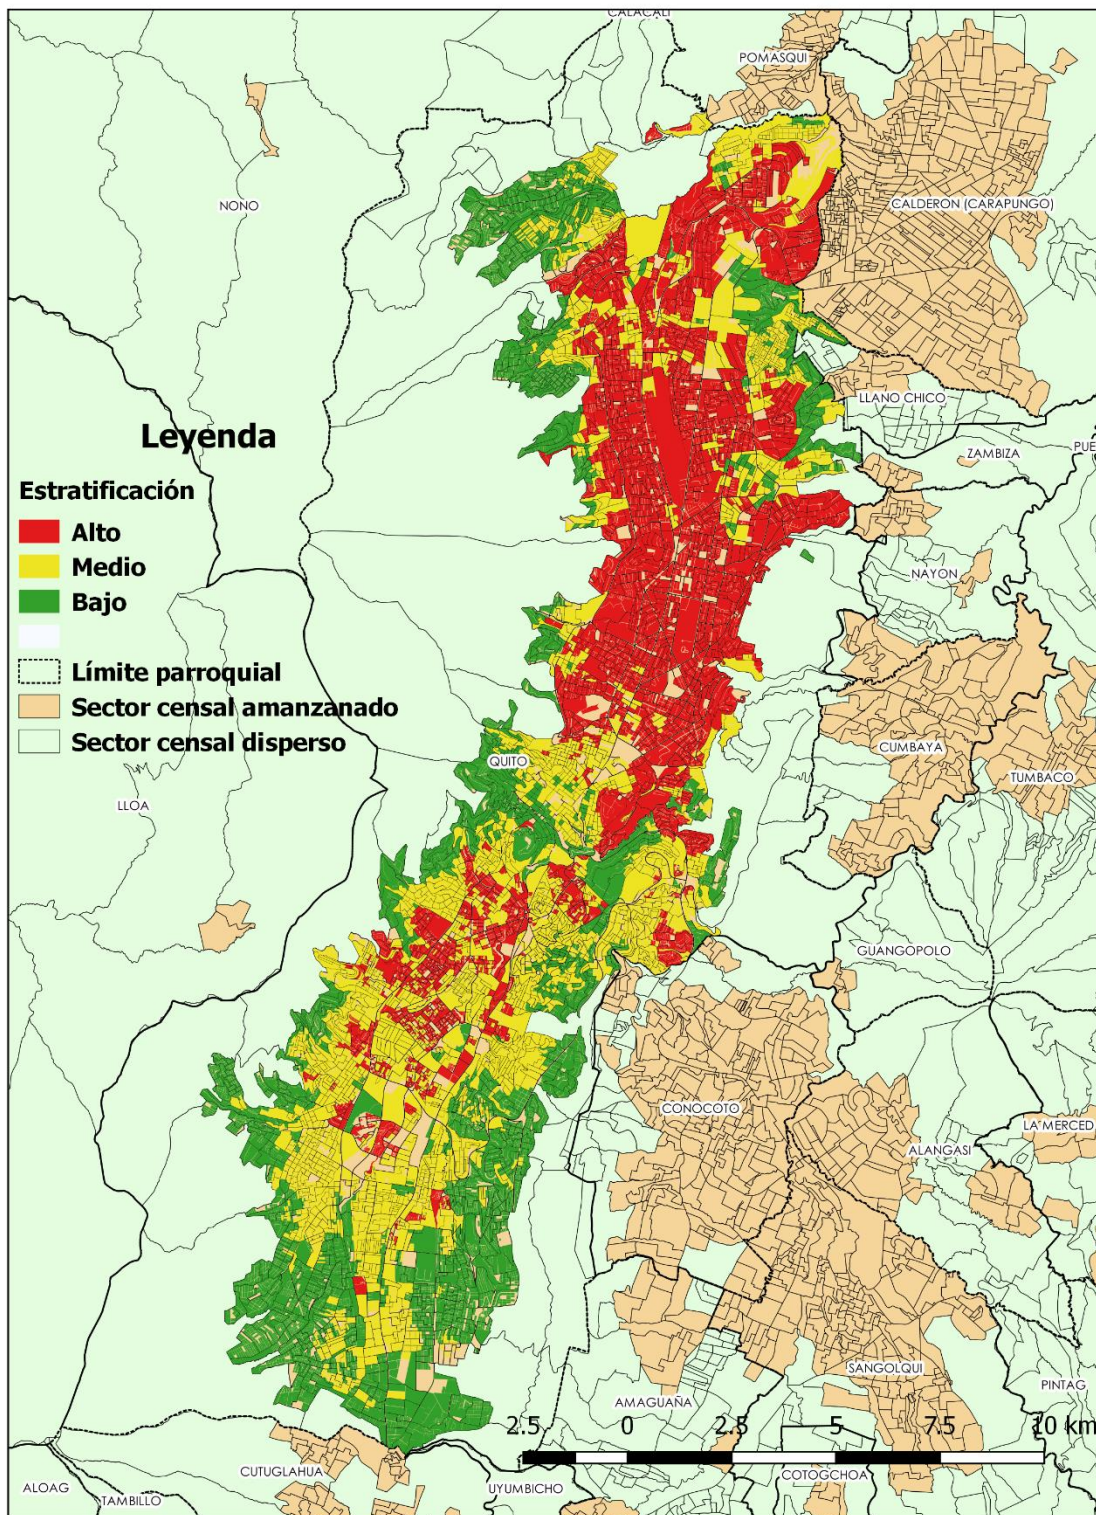 CALACALI
POMASQUI
NONO
CALDERON (CARAPUNGO)
LLANO CHICO
ZAMBIZA
PUE
NAYON
Leyenda
Estratificación
Alto
Medio
Bajo
Límite parroquial
Sector censal amanzanado
Sector censal disperso
QUITO
CUMBAYA
TUMBACO
LLOA
GUANGOPOLO
CONOCOTO
LA MERCED
ALANGASI
SANGOLQUI
PINTAG
AMAGUAÑA
2.5 0 2.5 5 7.5 10 km
CUTUGLAHUA
COTOGCHOA
ALOAG
UYUMBICHO
TAMBILLO